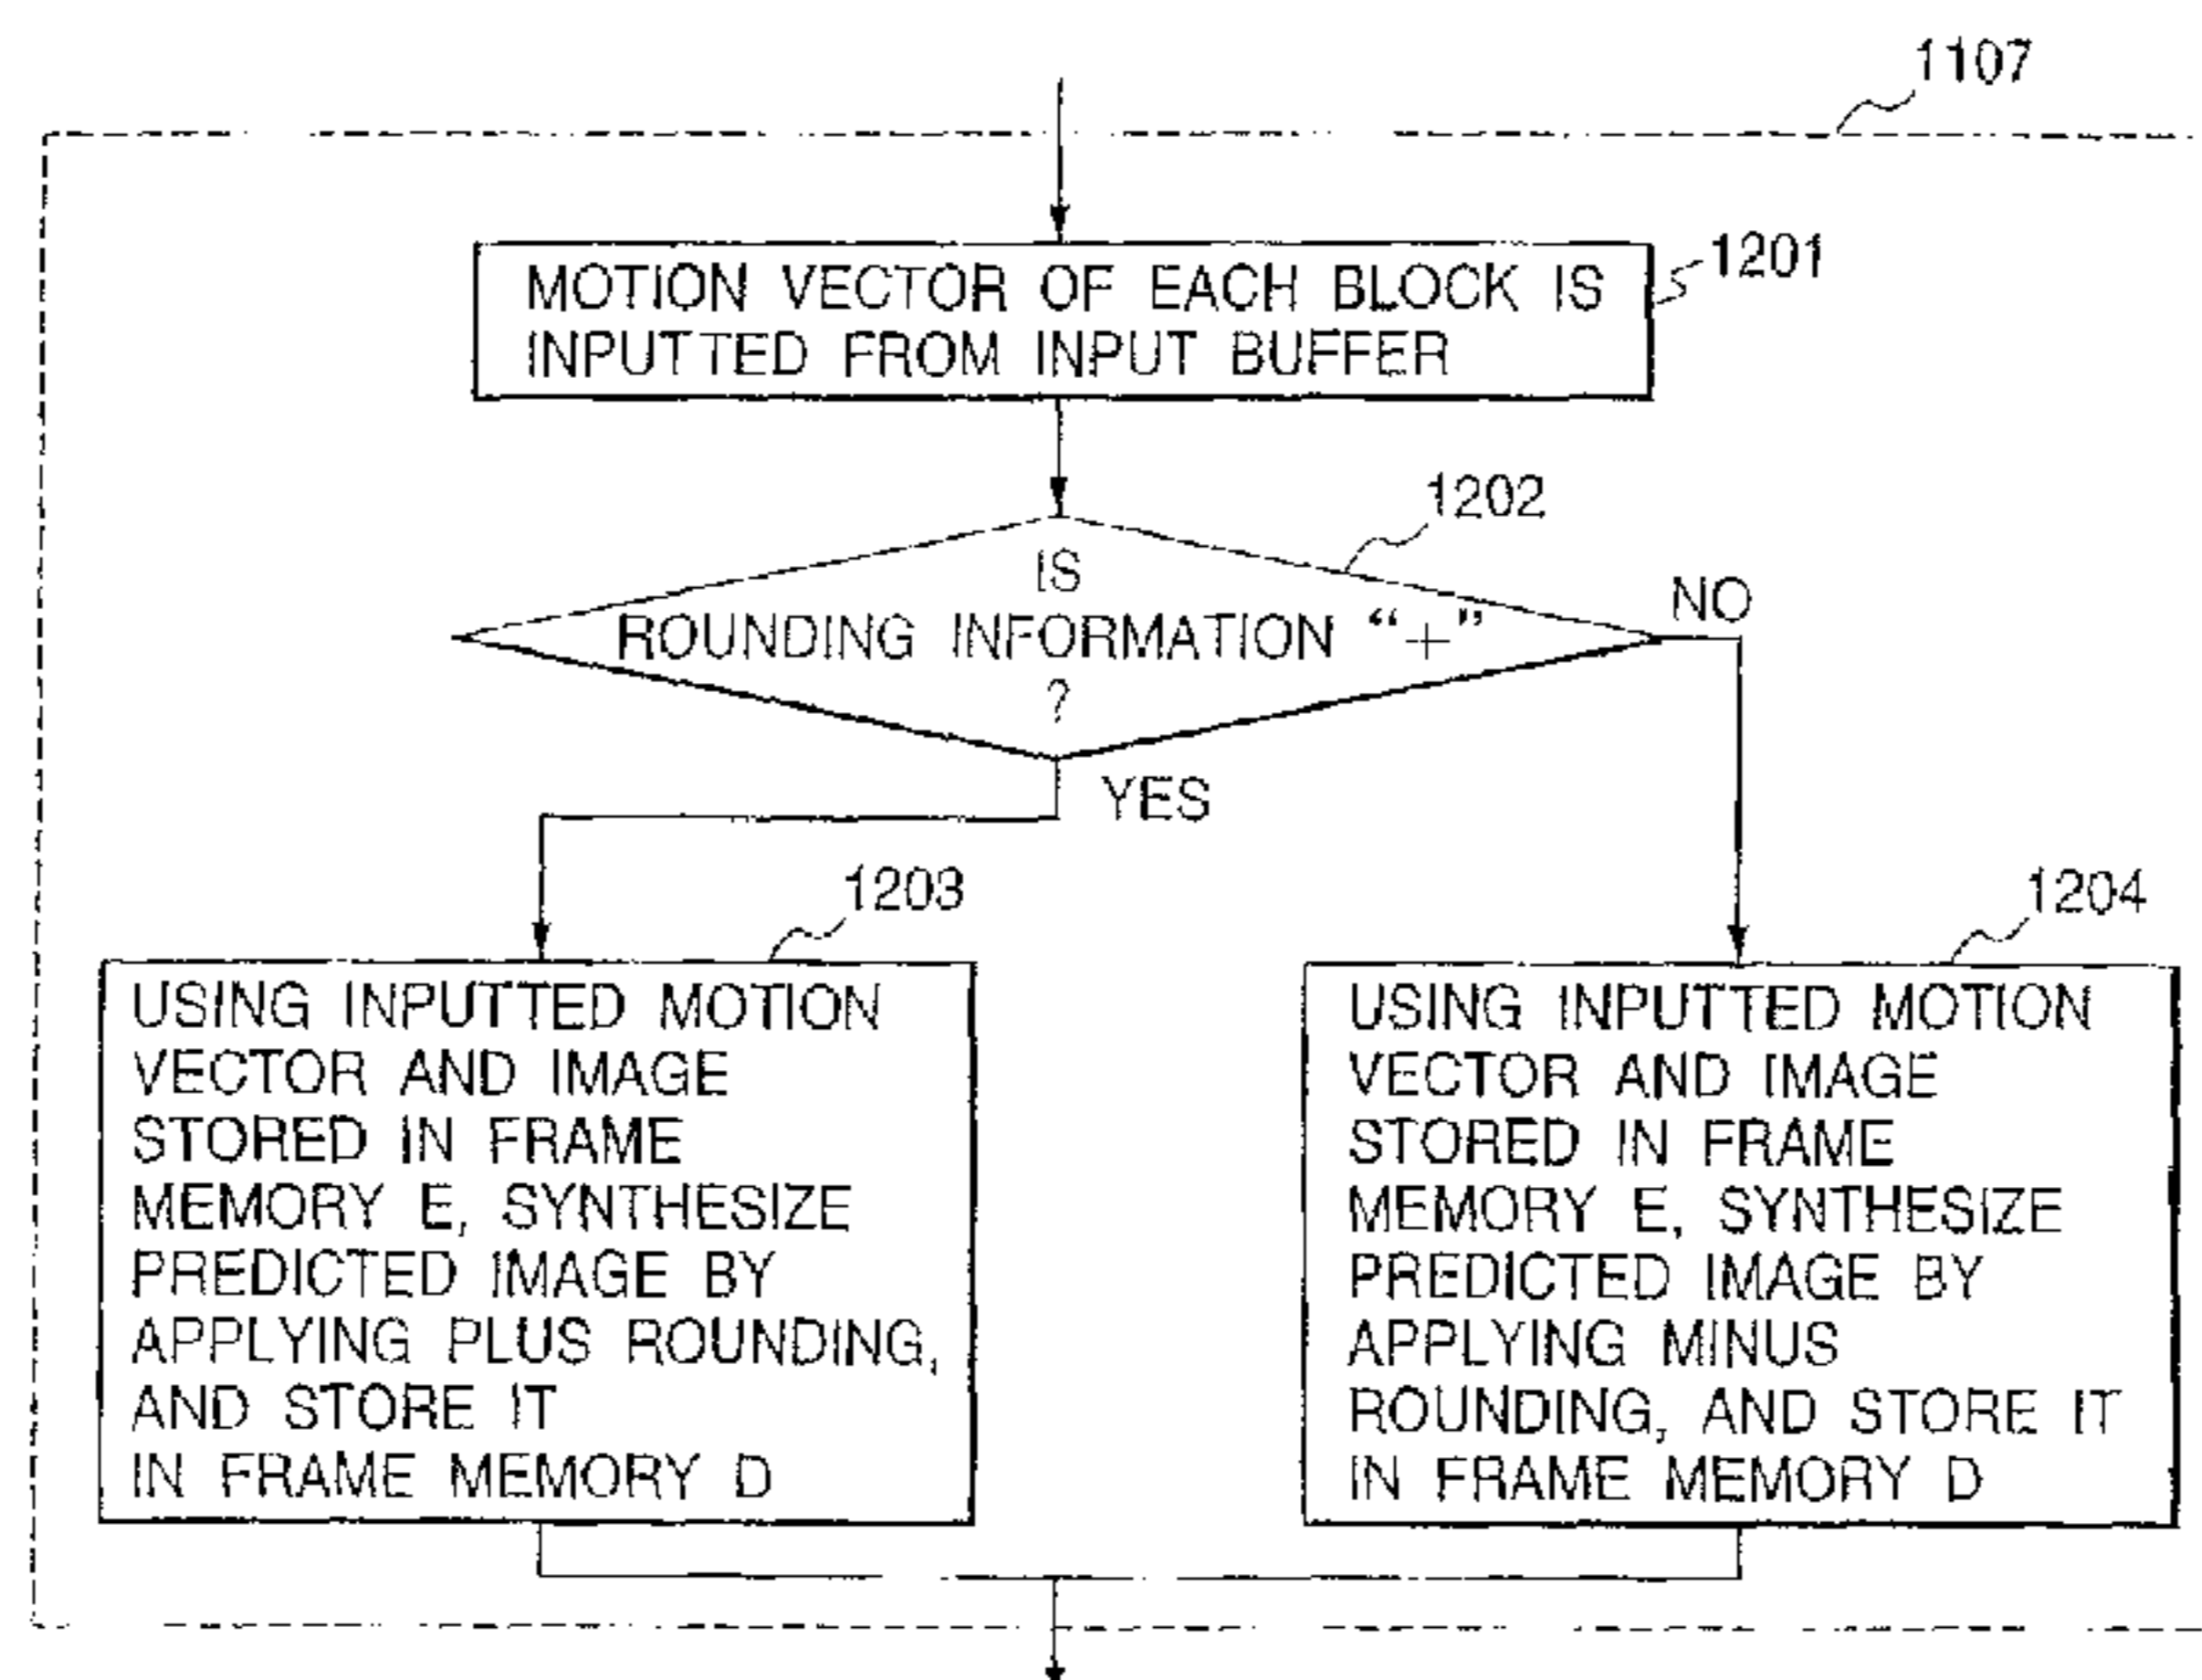 1107
MOTION VECTOR OF EACH BLOCK IS
INPUTTED FROM INPUT BUFFER
1201
1202
IS
ROUNDING INFORMATION “+”
?
NO
YES
1203
USING INPUTTED MOTION
VECTOR AND IMAGE
STORED IN FRAME
MEMORY E, SYNTHESIZE
PREDICTED IMAGE BY
APPLYING PLUS ROUNDING,
AND STORE IT
IN FRAME MEMORY D
1204
USING INPUTTED MOTION
VECTOR AND IMAGE
STORED IN FRAME
MEMORY E, SYNTHESIZE
PREDICTED IMAGE BY
APPLYING MINUS
ROUNDING, AND STORE IT
IN FRAME MEMORY D